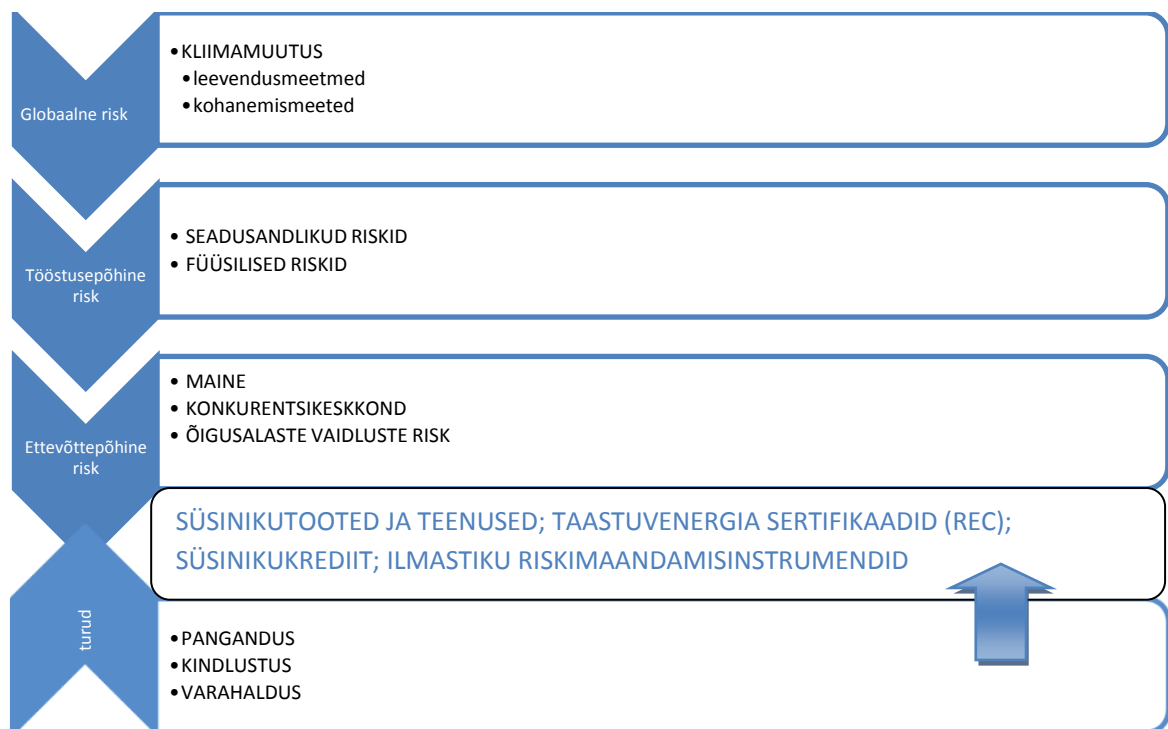 Globaalne risk
•KLIIMAMUUTUS
•leevendusmeetmed
•kohanemismeeted
Tööstusepõhine
risk
• SEADUSANDLIKUD RISKID
• FÜÜSILISED RISKID
Ettevõttepõhine
risk
• MAINE
• KONKURENTSIKESKKOND
• ÕIGUSALASTE VAIDLUSTE RISK
SÜSINIKUTOOTED JA TEENUSED; TAASTUVENERGIA SERTIFIKAADID (REC);
SÜSINIKUKREDIIT; ILMASTIKU RISKIMAANDAMISINSTRUMENDID
turud
•PANGANDUS
•KINDLUSTUS
•VARAHALDUS